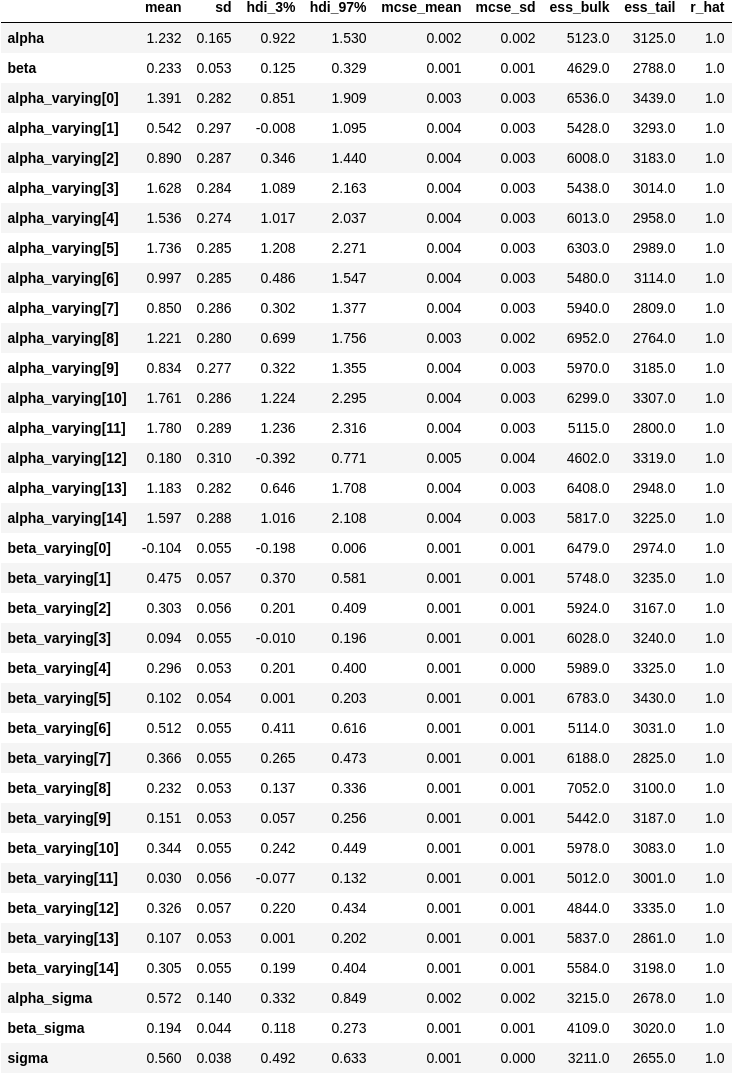 mean sd hdi_3% hdi_97% mcse_mean mcse_sd ess_bulk ess_tail r_hat
alpha 1.232 0.165 0.922 1.530 0.002 0.002 5123.0 3125.0 1.0
beta 0.233 0.053 0.125 0.329 0.001 0.001 4629.0 2788.0 1.0
alpha_varying[0] 1.391 0.282 0.851 1.909 0.003 0.003 6536.0 3439.0 1.0
alpha_varying[1] 0.542 0.297 -0.008 1.095 0.004 0.003 5428.0 3293.0 1.0
alpha_varying[2] 0.890 0.287 0.346 1.440 0.004 0.003 6008.0 3183.0 1.0
alpha_varying[3] 1.628 0.284 1.089 2.163 0.004 0.003 5438.0 3014.0 1.0
alpha_varying[4] 1.536 0.274 1.017 2.037 0.004 0.003 6013.0 2958.0 1.0
alpha_varying[5] 1.736 0.285 1.208 2.271 0.004 0.003 6303.0 2989.0 1.0
alpha_varying[6] 0.997 0.285 0.486 1.547 0.004 0.003 5480.0 3114.0 1.0
alpha_varying[7] 0.850 0.286 0.302 1.377 0.004 0.003 5940.0 2809.0 1.0
alpha_varying[8] 1.221 0.280 0.699 1.756 0.003 0.002 6952.0 2764.0 1.0
alpha_varying[9] 0.834 0.277 0.322 1.355 0.004 0.003 5970.0 3185.0 1.0
alpha_varying[10] 1.761 0.286 1.224 2.295 0.004 0.003 6299.0 3307.0 1.0
alpha_varying[11] 1.780 0.289 1.236 2.316 0.004 0.003 5115.0 2800.0 1.0
alpha_varying[12] 0.180 0.310 -0.392 0.771 0.005 0.004 4602.0 3319.0 1.0
alpha_varying[13] 1.183 0.282 0.646 1.708 0.004 0.003 6408.0 2948.0 1.0
alpha_varying[14] 1.597 0.288 1.016 2.108 0.004 0.003 5817.0 3225.0 1.0
beta_varying[0] -0.104 0.055 -0.198 0.006 0.001 0.001 6479.0 2974.0 1.0
beta_varying[1] 0.475 0.057 0.370 0.581 0.001 0.001 5748.0 3235.0 1.0
beta_varying[2] 0.303 0.056 0.201 0.409 0.001 0.001 5924.0 3167.0 1.0
beta_varying[3] 0.094 0.055 -0.010 0.196 0.001 0.001 6028.0 3240.0 1.0
beta_varying[4] 0.296 0.053 0.201 0.400 0.001 0.000 5989.0 3325.0 1.0
beta_varying[5] 0.102 0.054 0.001 0.203 0.001 0.001 6783.0 3430.0 1.0
beta_varying[6] 0.512 0.055 0.411 0.616 0.001 0.001 5114.0 3031.0 1.0
beta_varying[7] 0.366 0.055 0.265 0.473 0.001 0.001 6188.0 2825.0 1.0
beta_varying[8] 0.232 0.053 0.137 0.336 0.001 0.001 7052.0 3100.0 1.0
beta_varying[9] 0.151 0.053 0.057 0.256 0.001 0.001 5442.0 3187.0 1.0
beta_varying[10] 0.344 0.055 0.242 0.449 0.001 0.001 5978.0 3083.0 1.0
beta_varying[11] 0.030 0.056 -0.077 0.132 0.001 0.001 5012.0 3001.0 1.0
beta_varying[12] 0.326 0.057 0.220 0.434 0.001 0.001 4844.0 3335.0 1.0
beta_varying[13] 0.107 0.053 0.001 0.202 0.001 0.001 5837.0 2861.0 1.0
beta_varying[14] 0.305 0.055 0.199 0.404 0.001 0.001 5584.0 3198.0 1.0
alpha_sigma 0.572 0.140 0.332 0.849 0.002 0.002 3215.0 2678.0 1.0
beta_sigma 0.194 0.044 0.118 0.273 0.001 0.001 4109.0 3020.0 1.0
sigma 0.560 0.038 0.492 0.633 0.001 0.000 3211.0 2655.0 1.0